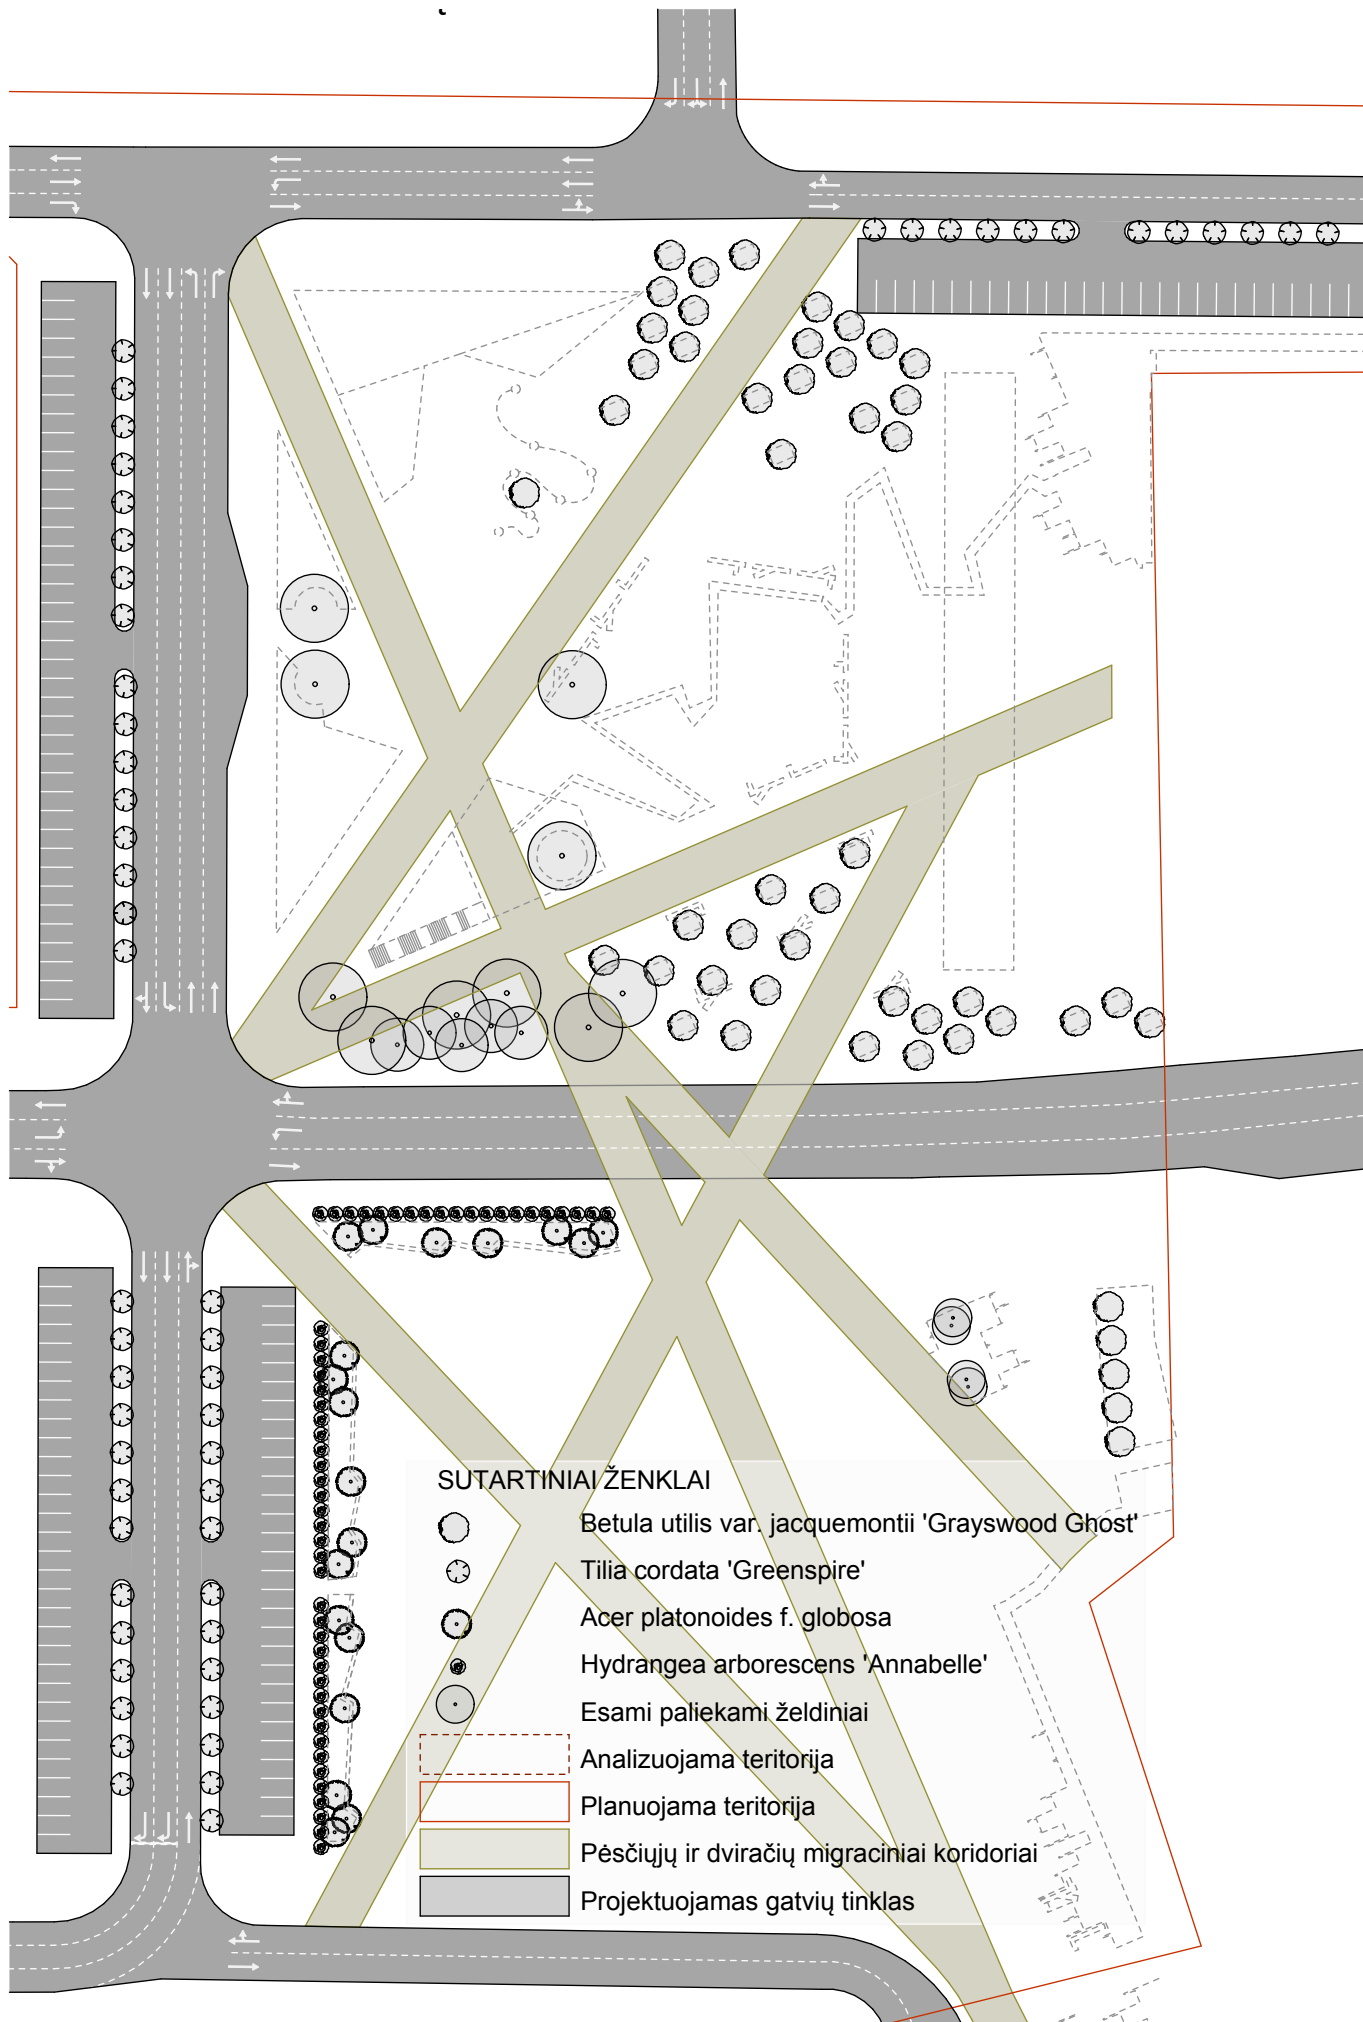 SUTARTINIAI ŽENKLAI
Betula utilis var. jacquemontii 'Grayswood Ghost'
Tilia cordata 'Greenspire'
Acer platonoides f. globosa
Hydrangea arborescens 'Annabelle'
Esami paliekami želdiniai
Analizuojama teritorija
Planuojama teritorija
Pėsčiųjų ir dviračių migraciniai koridoriai
Projektuojamas gatvių tinklas